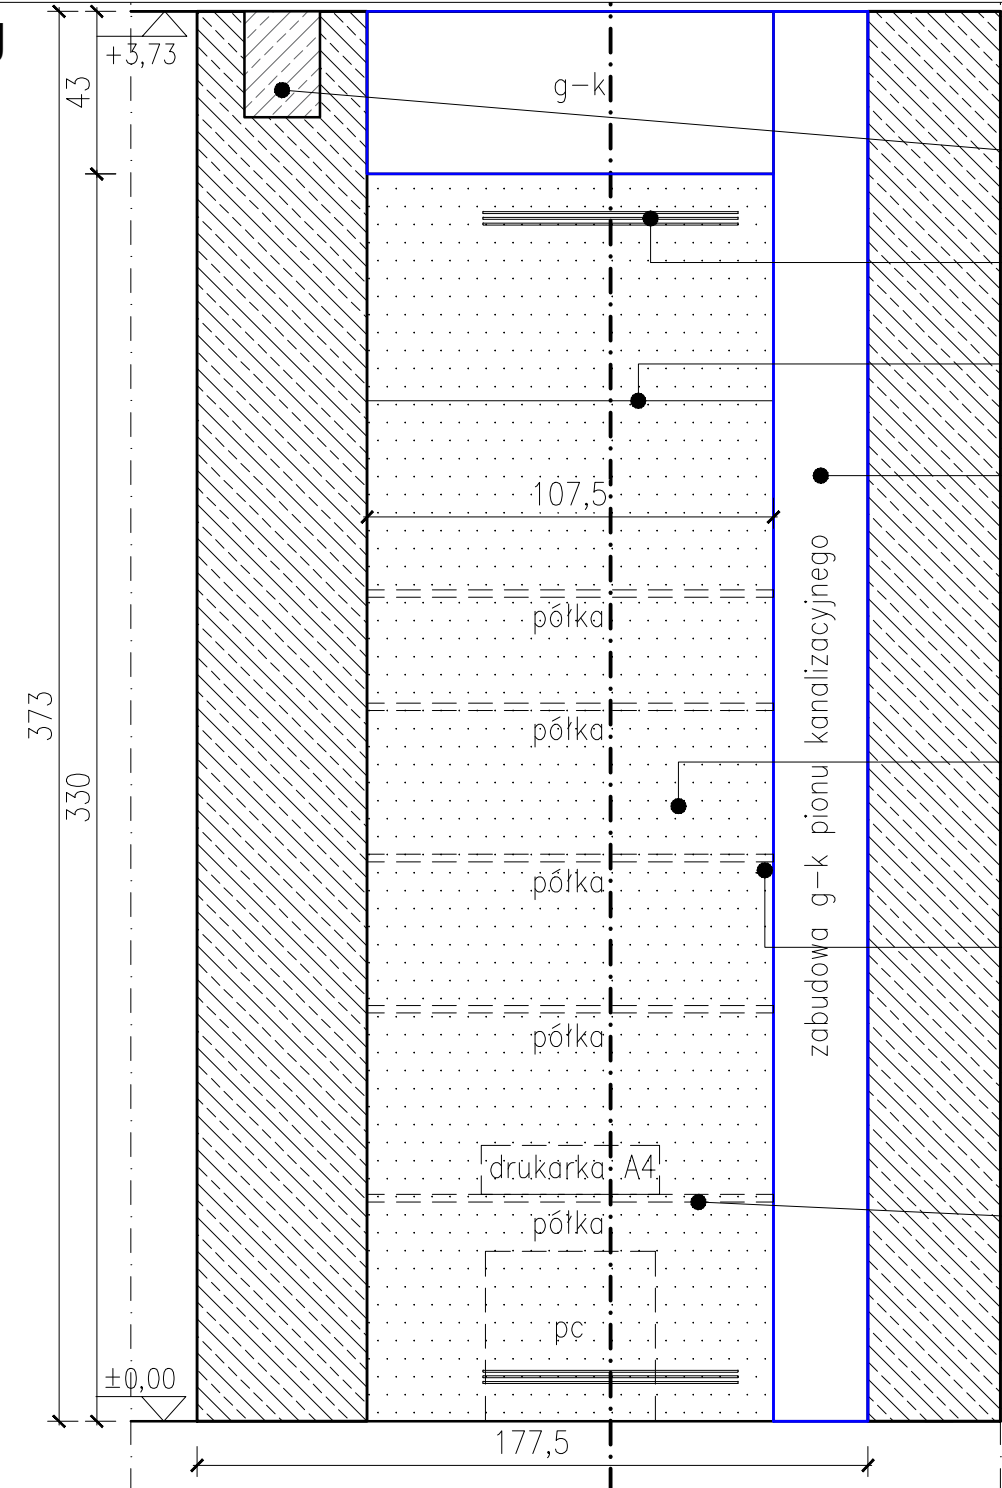 +3,73
43
g-k
107,5
półka
półka
373
330
zabudowa g-k pionu kanalizacyjnego
półka
półka
drukarka A4
półka
pc
±0,00
177,5